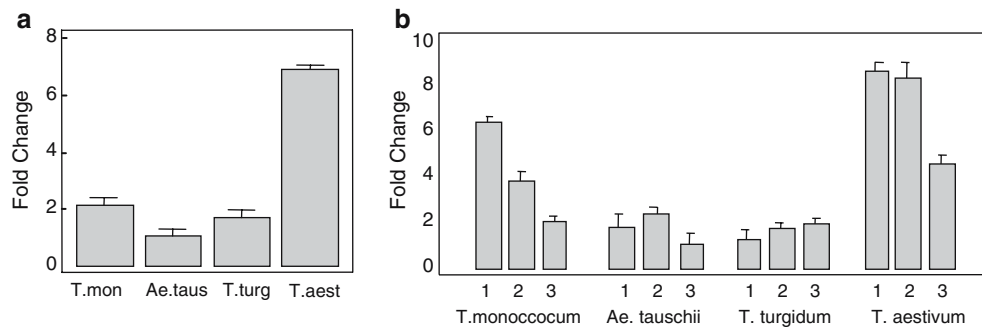 a
8
6
4
2
0
Fold Change
T.mon Ae.taus T.turg T.aest
b
10
8
6
4
2
0
Fold Change
1 2 3 1 2 3 1 2 3 1 2 3
T.monoccocum Ae. tauschii T. turgidum T. aestivum